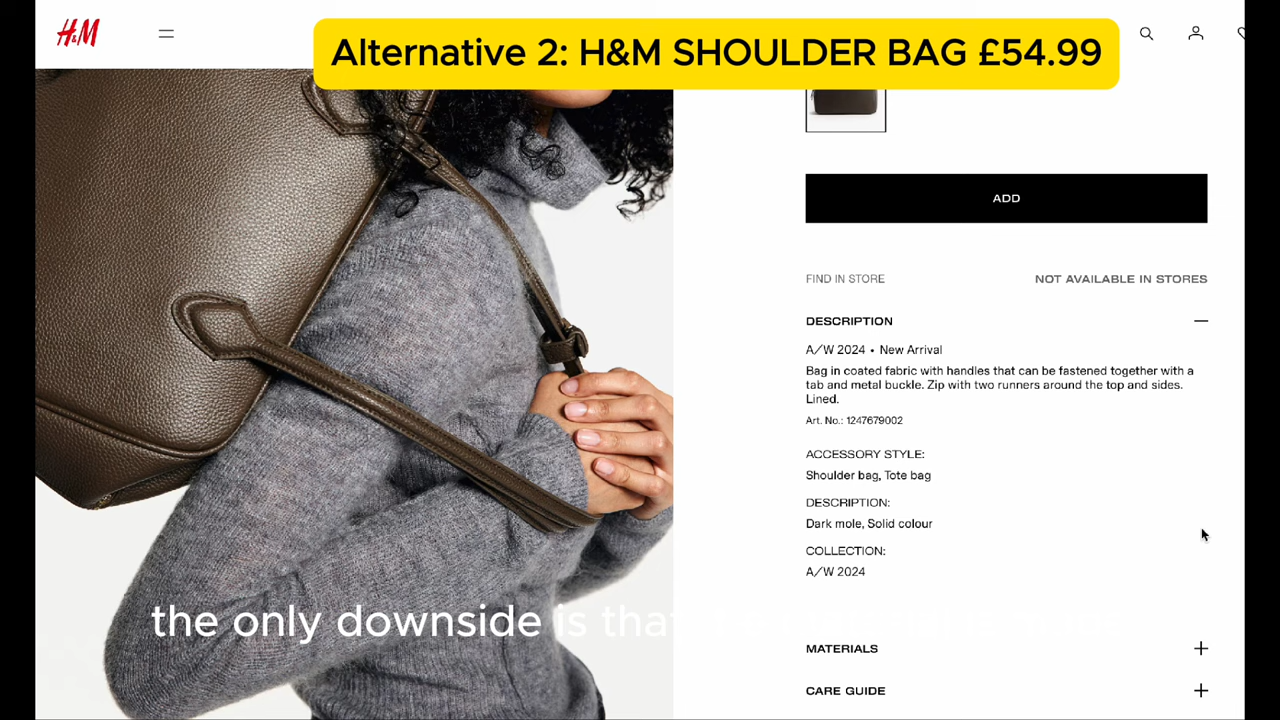 H&M
Alternative 2: H&M SHOULDER BAG £54.99
ADD
FIND IN STORE
NOT AVAILABLE IN STORES
DESCRIPTION
A/W 2024 • New Arrival
Bag in coated fabric with handles that can be fastened together with a
tab and metal buckle. Zip with two runners around the top and sides.
Lined.
Art. No.: 1247679002
ACCESSORY STYLE:
Shoulder bag, Tote bag
DESCRIPTION:
Dark mole, Solid colour
COLLECTION:
A/W 2024
the only downside is that
MATERIALS
CARE GUIDE